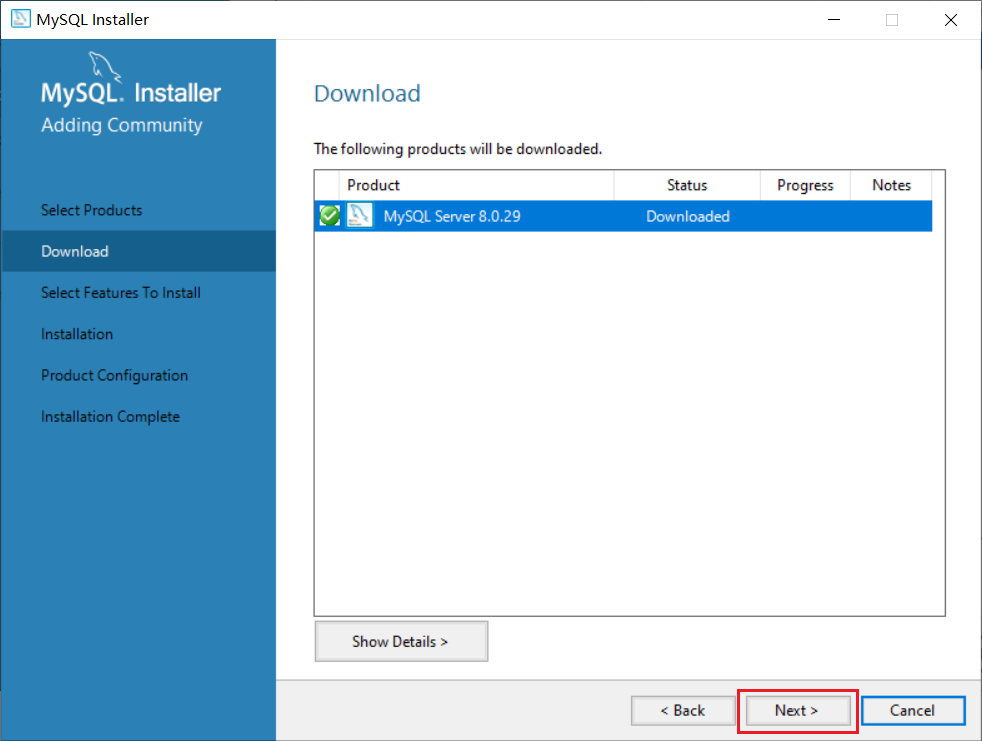 MySQL Installer
MySQL. Installer
Adding Community
Select Products
Download
Select Features To Install
Installation
Product Configuration
Installation Complete
Download
The following products will be downloaded.
Product Status Progress Notes
MySQL Server 8.0.29 Downloaded
Show Details >
< Back Next > Cancel